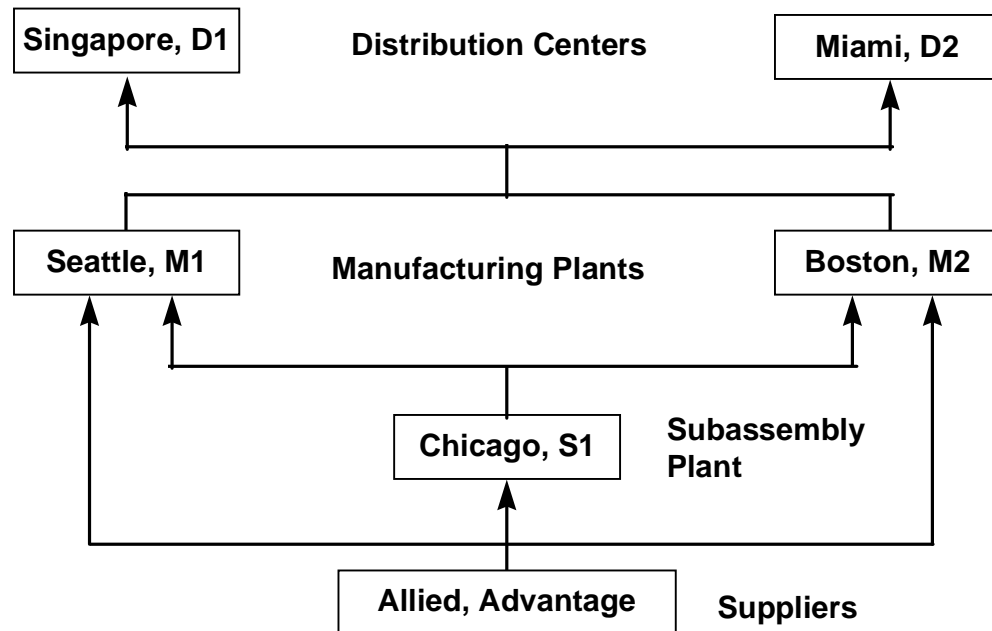 Singapore, D1
Distribution Centers
Miami, D2
Seattle, M1
Manufacturing Plants
Boston, M2
Chicago, S1
Subassembly
Plant
Allied, Advantage
Suppliers